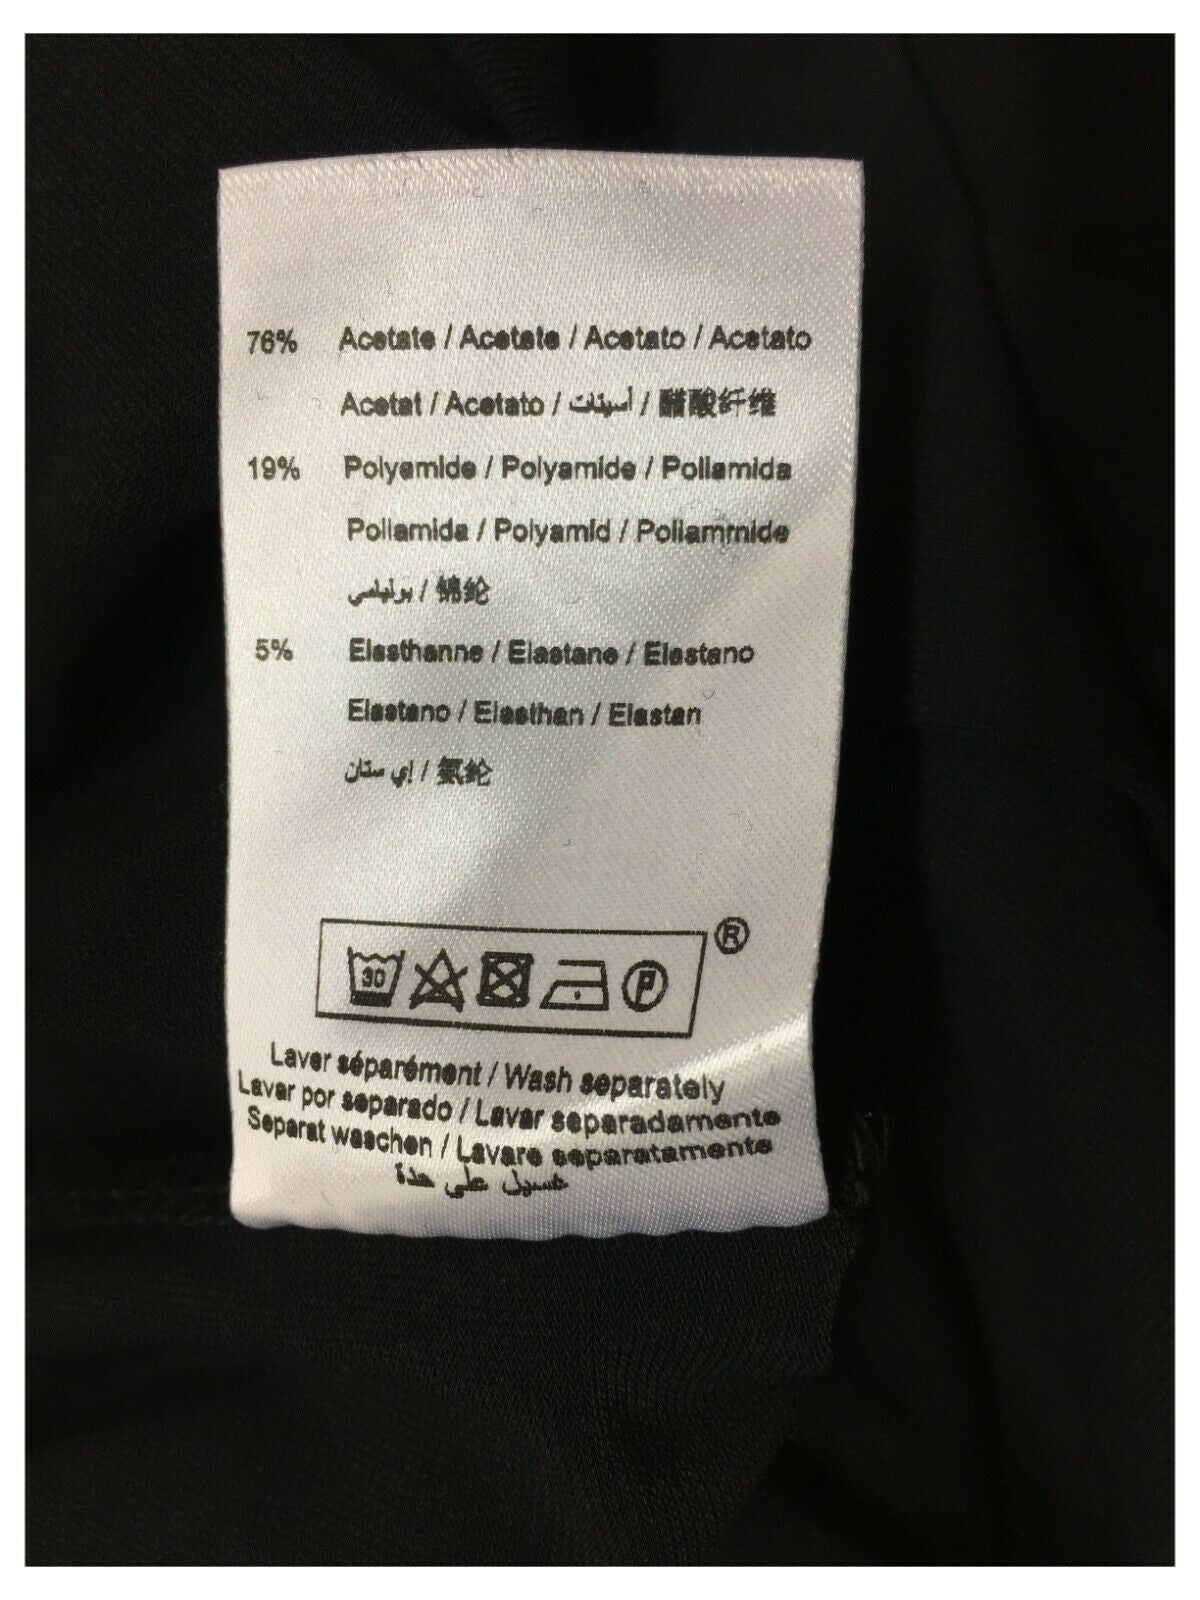 76% Acetate / Acetate / Acetato / Acetato
Acetat / Acetato / أسيتات / 醋酸纤维
19% Polyamide / Polyamide / Poliamida
Poliamida / Polyamid / Poliammide
بوليلمي / 锦纶
5% Elasthanne / Elastane / Elastano
Elastano / Elasthan / Elastan
إي ستان / 氨纶
30 P ®
Laver séparément / Wash separately
Lavar por separado / Lavar separadamente
Separat waschen / Lavare separatamente
غسيل على حدة